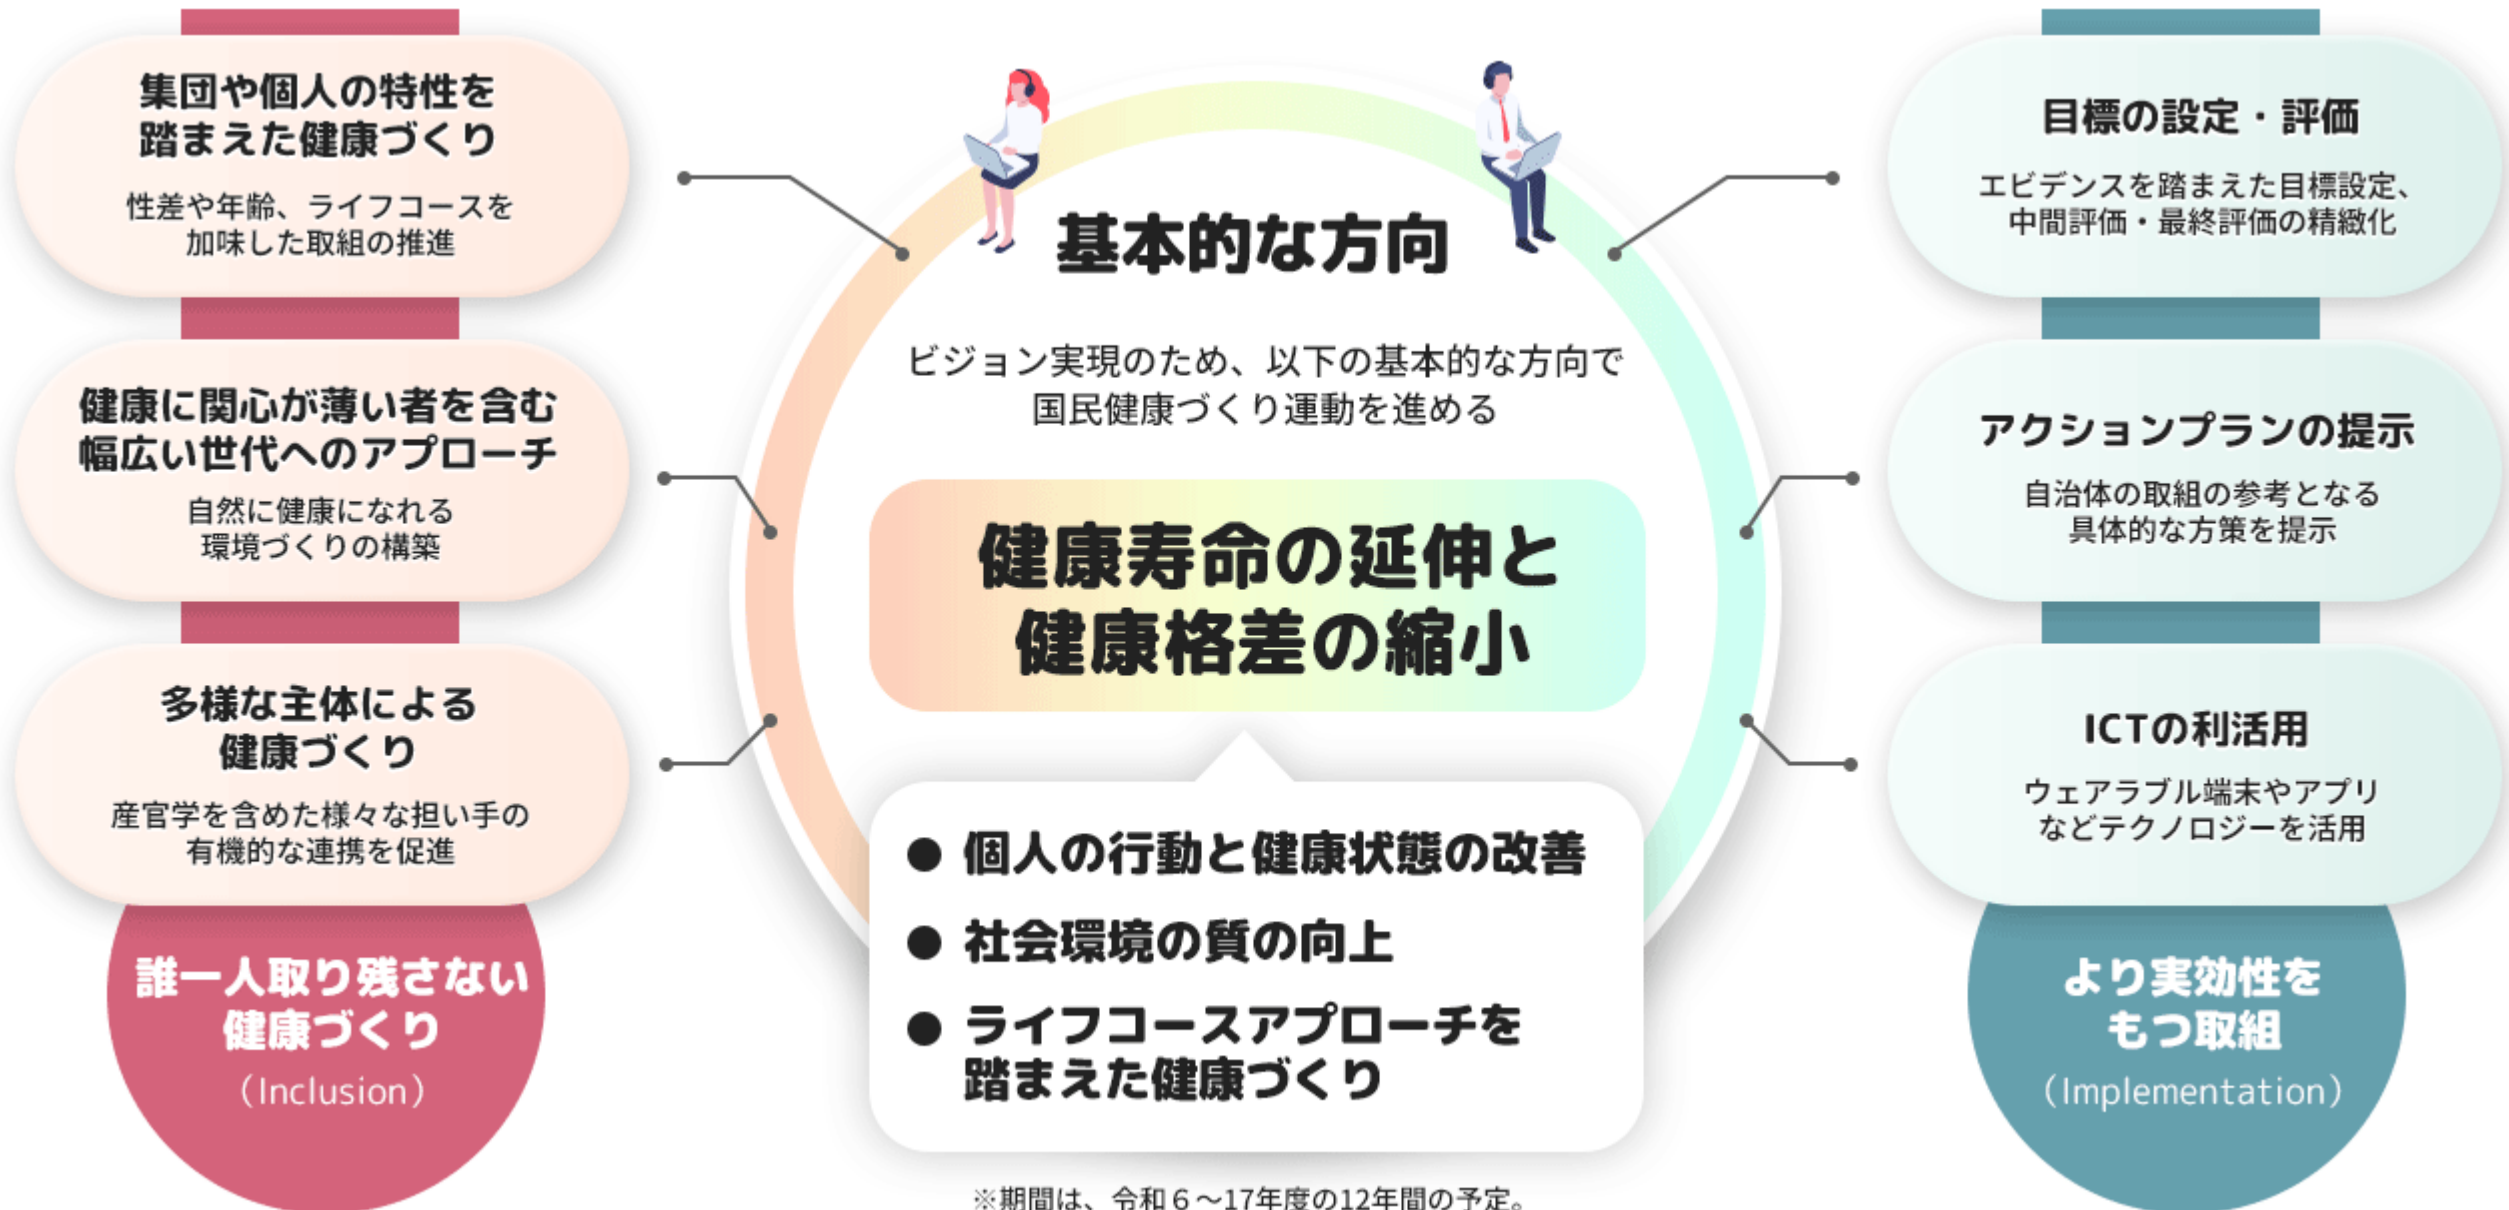 集団や個人の特性を
踏まえた健康づくり
性差や年齢、ライフコースを
加味した取組の推進
健康に関心が薄い者を含む
幅広い世代へのアプローチ
自然に健康になれる
環境づくりの構築
多様な主体による
健康づくり
産官学を含めた様々な担い手の
有機的な連携を促進
誰一人取り残さない
健康づくり
（Inclusion）
基本的な方向
ビジョン実現のため、以下の基本的な方向で
国民健康づくり運動を進める
健康寿命の延伸と
健康格差の縮小
● 個人の行動と健康状態の改善
● 社会環境の質の向上
● ライフコースアプローチを
踏まえた健康づくり
※期間は、令和６〜17年度の12年間の予定。
目標の設定・評価
エビデンスを踏まえた目標設定、
中間評価・最終評価の精緻化
アクションプランの提示
自治体の取組の参考となる
具体的な方策を提示
ICTの利活用
ウェアラブル端末やアプリ
などテクノロジーを活用
より実効性を
もつ取組
（Implementation）